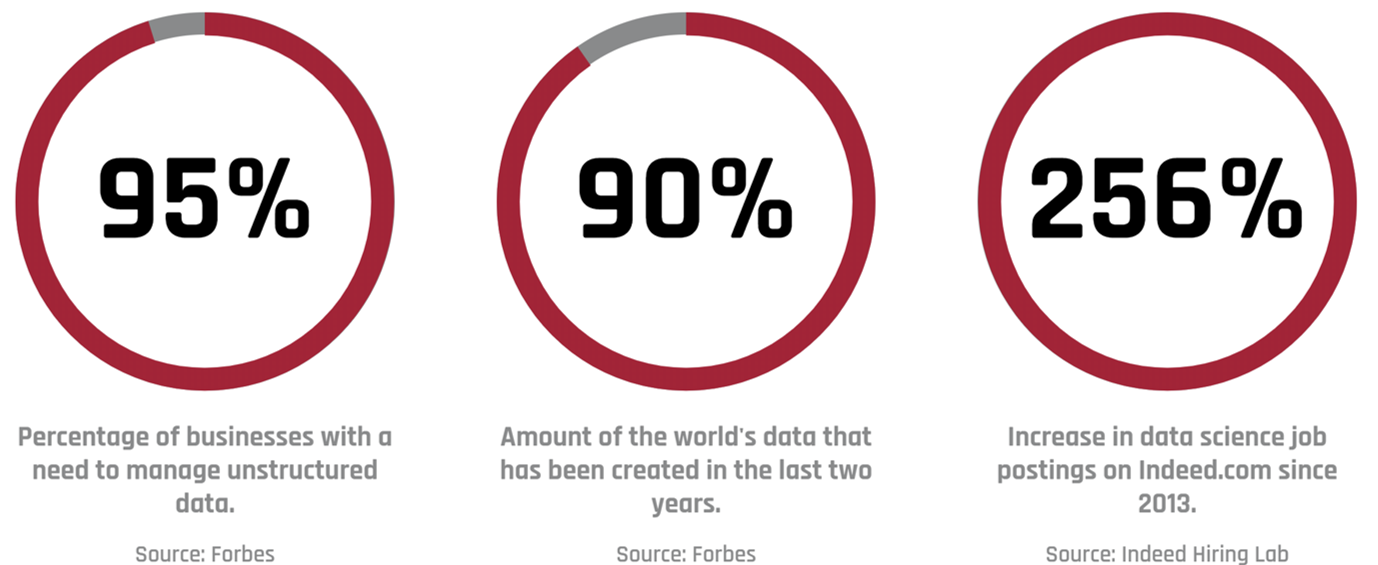 95%
Percentage of businesses with a
need to manage unstructured
data.
Source: Forbes
90%
Amount of the world's data that
has been created in the last two
years.
Source: Forbes
256%
Increase in data science job
postings on Indeed.com since
2013.
Source: Indeed Hiring Lab